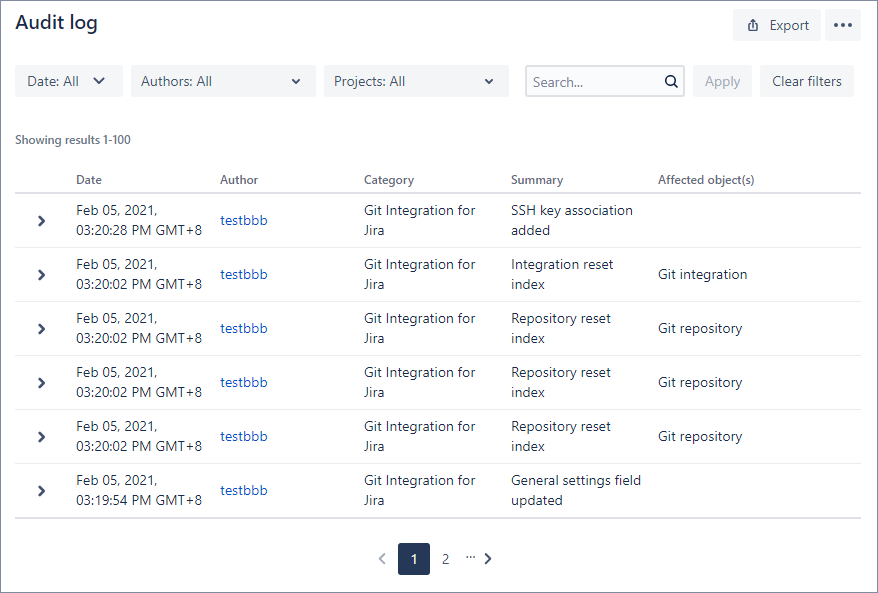 Audit log
Export
Date: All
Authors: All
Projects: All
Search...
Apply
Clear filters
Showing results 1-100
Date Author Category Summary Affected object(s)
Feb 05, 2021,
03:20:28 PM GMT+8
testbbb
Git Integration for
Jira
SSH key association
added
Feb 05, 2021,
03:20:02 PM GMT+8
testbbb
Git Integration for
Jira
Integration reset
index
Git integration
Feb 05, 2021,
03:20:02 PM GMT+8
testbbb
Git Integration for
Jira
Repository reset
index
Git repository
Feb 05, 2021,
03:20:02 PM GMT+8
testbbb
Git Integration for
Jira
Repository reset
index
Git repository
Feb 05, 2021,
03:20:02 PM GMT+8
testbbb
Git Integration for
Jira
Repository reset
index
Git repository
Feb 05, 2021,
03:19:54 PM GMT+8
testbbb
Git Integration for
Jira
General settings field
updated
1 2 ...